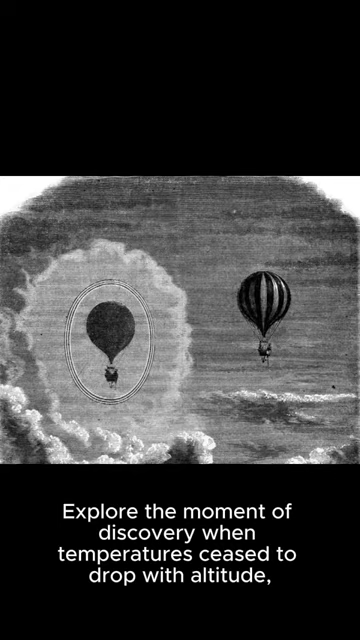 Explore the moment of
discovery when
temperatures ceased to
drop with altitude,